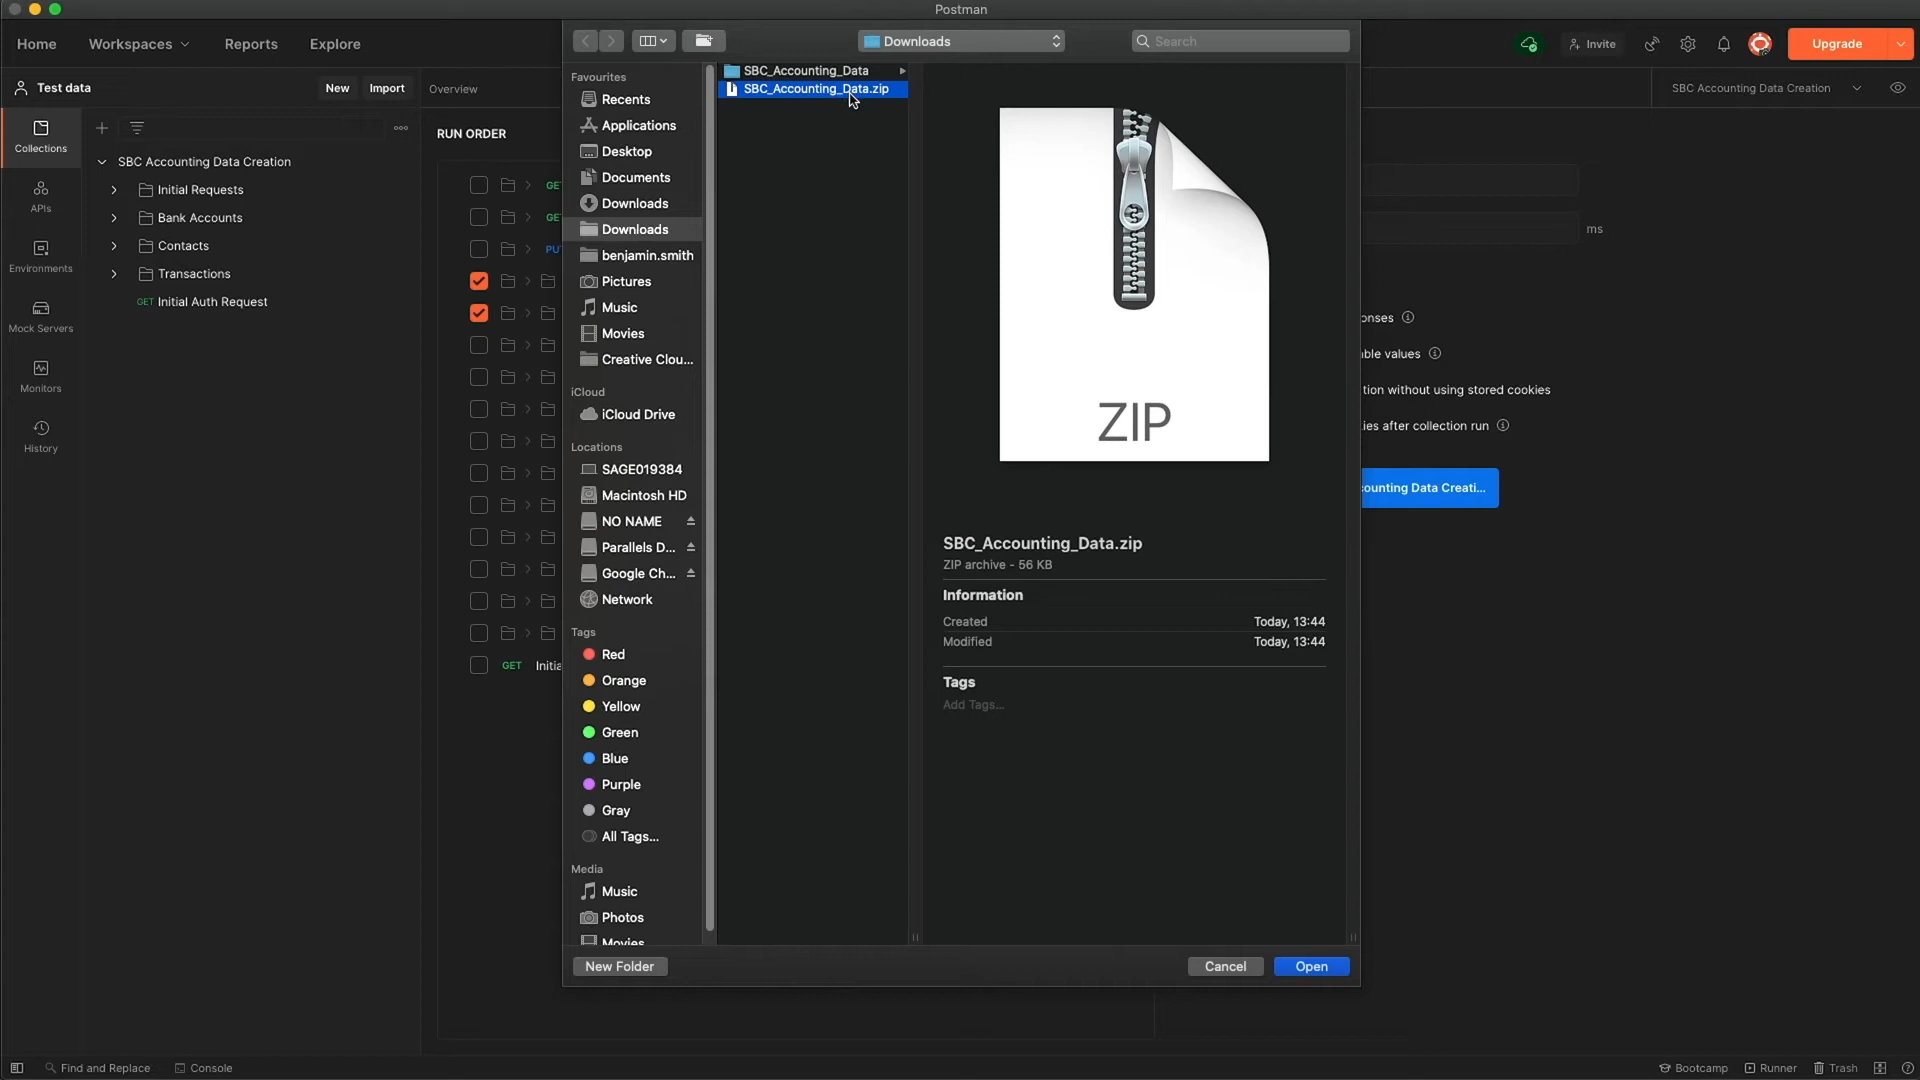 Postman
Home
Workspaces
Reports
Explore
Invite
Upgrade
Test data
New
Import
Overview
SBC Accounting Data Creation
Collections
APIs
Environments
Mock Servers
Monitors
History
SBC Accounting Data Creation
Initial Requests
Bank Accounts
Contacts
Transactions
GET Initial Auth Request
RUN ORDER
GET
GET
GET Initia
Downloads
Search
Favourites
Recents
Applications
Desktop
Documents
Downloads
Downloads
benjamin.smith
Pictures
Music
Movies
Creative Clou...
iCloud
iCloud Drive
Locations
SAGE019384
Macintosh HD
NO NAME
Parallels D...
Google Ch...
Network
Tags
Red
Orange
Yellow
Green
Blue
Purple
Gray
All Tags...
Media
Music
Photos
Movies
SBC_Accounting_Data
SBC_Accounting_Data.zip
ZIP
SBC_Accounting_Data.zip
ZIP archive - 56 KB
Information
Created Today, 13:44
Modified Today, 13:44
Tags
Add Tags...
New Folder
Cancel
Open
ms
onses
ble values
tion without using stored cookies
ies after collection run
counting Data Creati...
Find and Replace
Console
Bootcamp
Runner
Trash